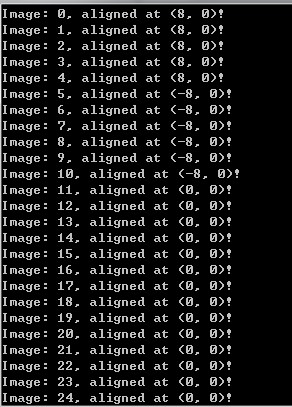 Image: 0, aligned at (8, 0)!
Image: 1, aligned at (8, 0)!
Image: 2, aligned at (8, 0)!
Image: 3, aligned at (8, 0)!
Image: 4, aligned at (8, 0)!
Image: 5, aligned at (-8, 0)!
Image: 6, aligned at (-8, 0)!
Image: 7, aligned at (-8, 0)!
Image: 8, aligned at (-8, 0)!
Image: 9, aligned at (-8, 0)!
Image: 10, aligned at (-8, 0)!
Image: 11, aligned at (0, 0)!
Image: 12, aligned at (0, 0)!
Image: 13, aligned at (0, 0)!
Image: 14, aligned at (0, 0)!
Image: 15, aligned at (0, 0)!
Image: 16, aligned at (0, 0)!
Image: 17, aligned at (0, 0)!
Image: 18, aligned at (0, 0)!
Image: 19, aligned at (0, 0)!
Image: 20, aligned at (0, 0)!
Image: 21, aligned at (0, 0)!
Image: 22, aligned at (0, 0)!
Image: 23, aligned at (0, 0)!
Image: 24, aligned at (0, 0)!